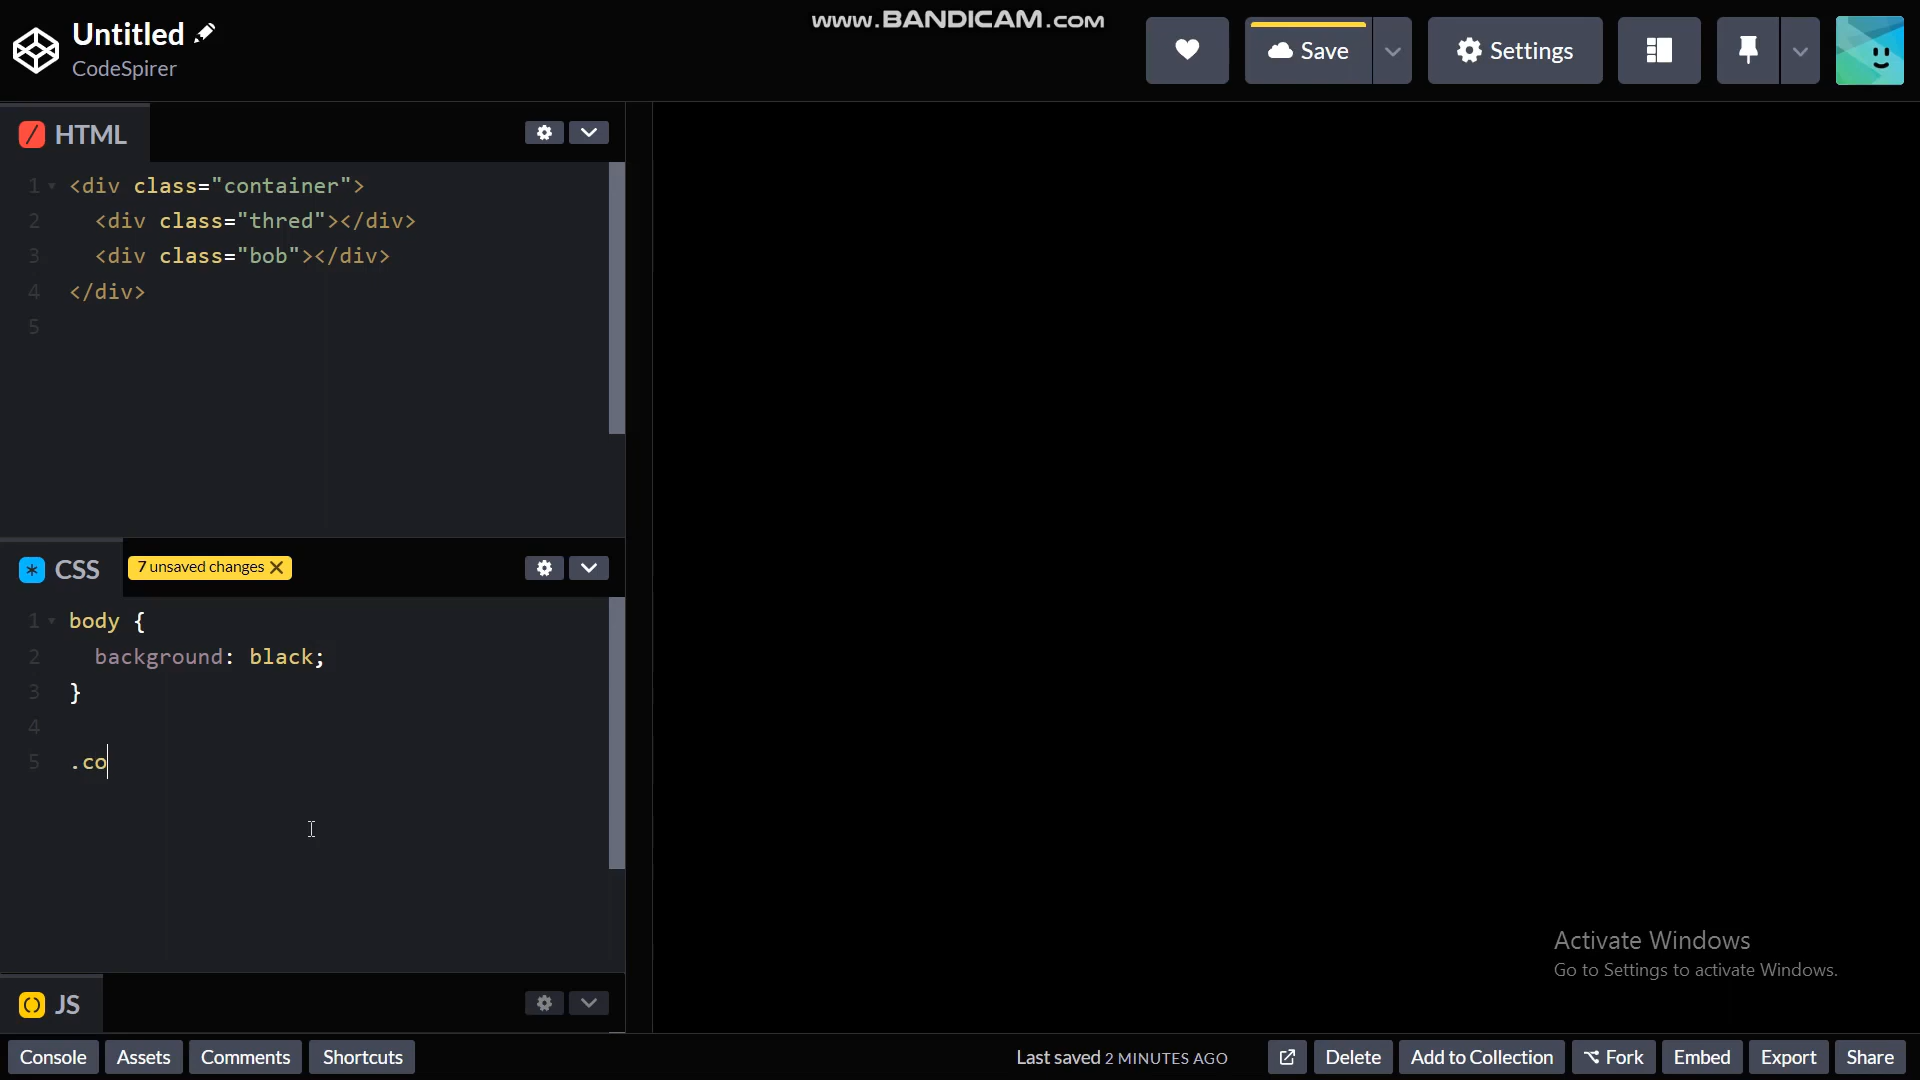 www.BANDICAM.com
Untitled
CodeSpirer
Save
Settings
HTML
1 <div class="container">
2 <div class="thred"></div>
3 <div class="bob"></div>
4 </div>
5
CSS
7 unsaved changes
1 body {
2 background: black;
3 }
4
5 .co
JS
Activate Windows
Go to Settings to activate Windows.
Console
Assets
Comments
Shortcuts
Last saved 2 MINUTES AGO
Delete
Add to Collection
Fork
Embed
Export
Share